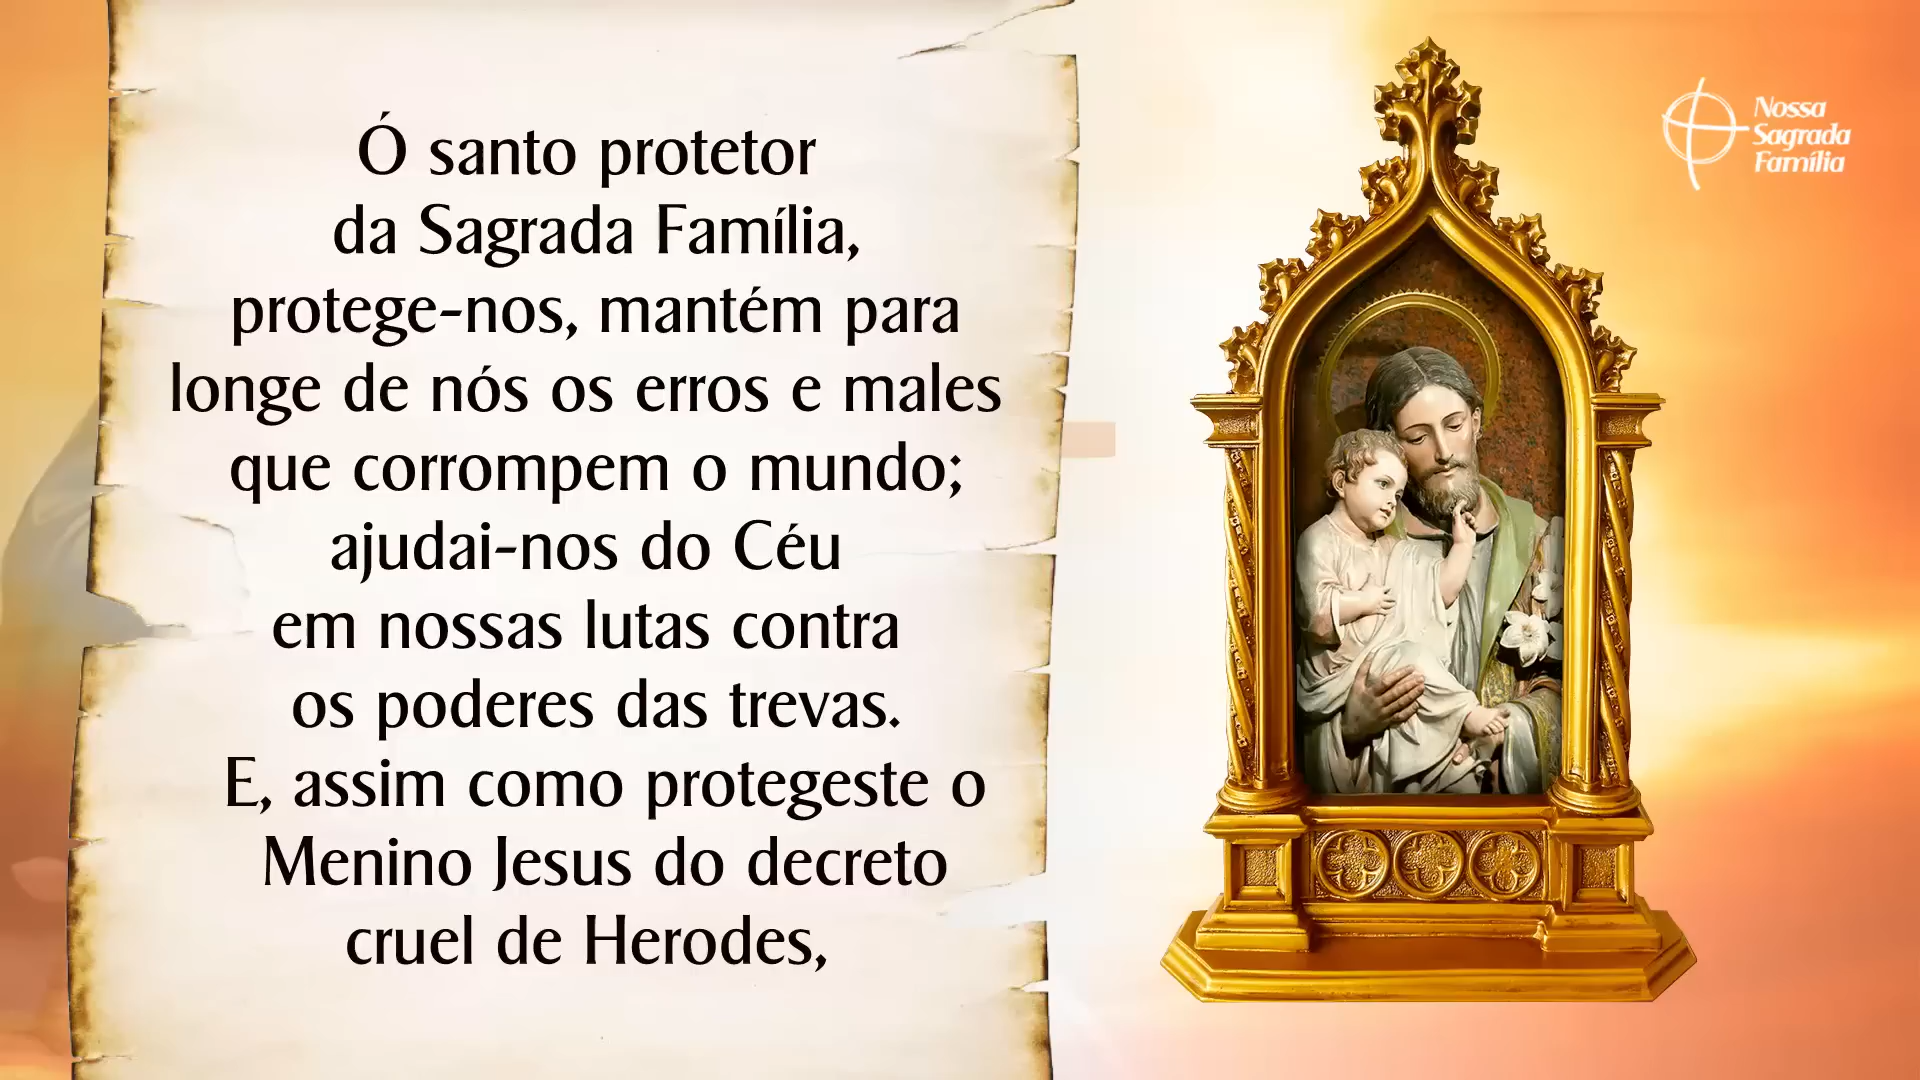 Ó santo protetor
da Sagrada Família,
protege-nos, mantém para
longe de nós os erros e males
que corrompem o mundo;
ajudai-nos do Céu
em nossas lutas contra
os poderes das trevas.
E, assim como protegeste o
Menino Jesus do decreto
cruel de Herodes,
Nossa
Sagrada
Família